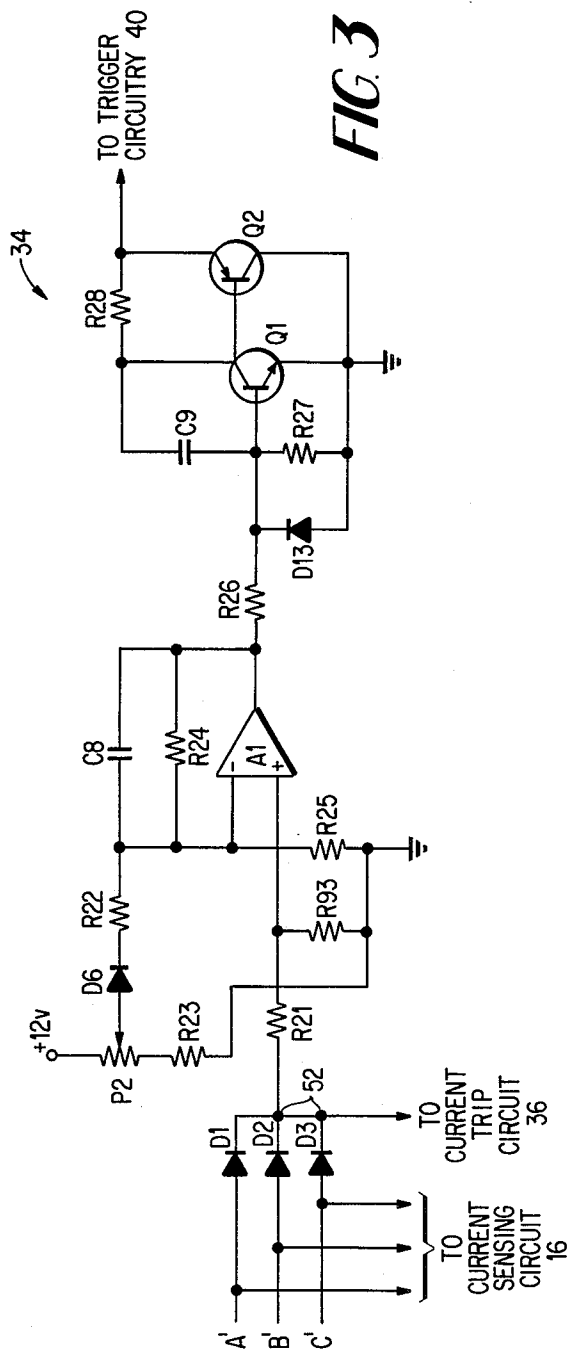 34
TO TRIGGER
CIRCUITRY 40
FIG. 3
R28
Q2
Q1
C9
R27
D13
R26
C8
R24
A1
−
+
R22
R25
R93
D6
R23
+12v
P2
R21
52
D1
D2
D3
TO
CURRENT
TRIP
CIRCUIT
36
TO
CURRENT
SENSING
CIRCUIT
16
A'
B'
C'